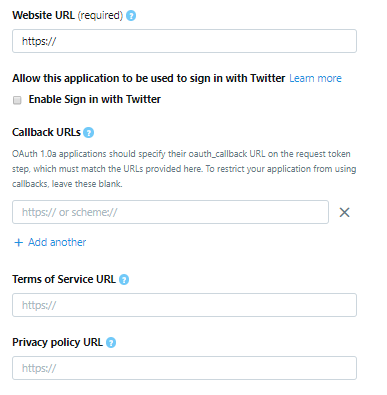 Website URL (required) ?
https://
Allow this application to be used to sign in with Twitter Learn more
Enable Sign in with Twitter
Callback URLs ?
OAuth 1.0a applications should specify their oauth_callback URL on the request token
step, which must match the URLs provided here. To restrict your application from using
callbacks, leave these blank.
https:// or scheme://
+ Add another
Terms of Service URL ?
https://
Privacy policy URL ?
https://